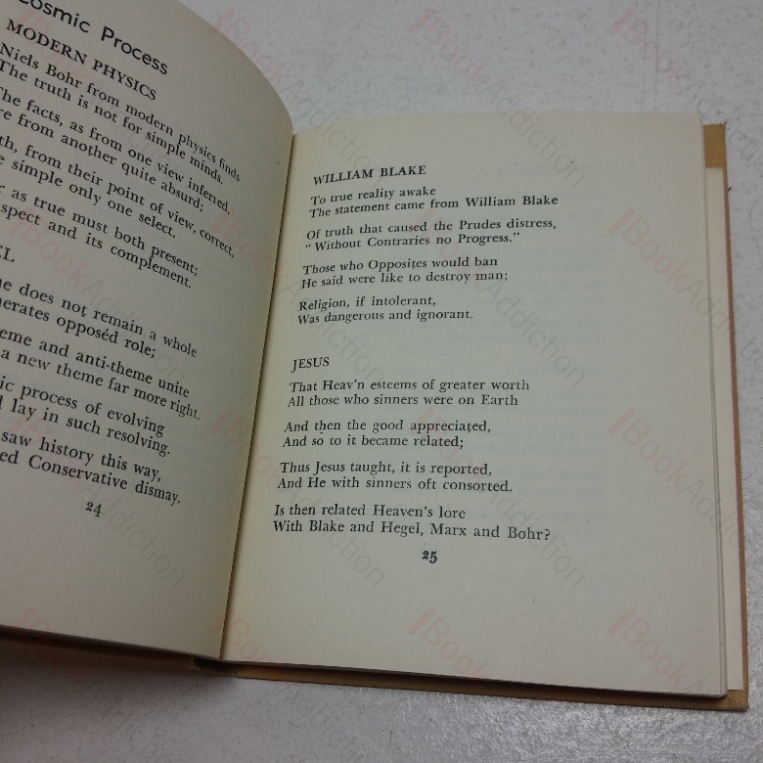 Cosmic Process
MODERN PHYSICS
Niels Bohr from modern physics finds
The truth is not for simple minds.
The facts, as from one view inferred,
from another quite absurd;
from their point of view, correct,
simple only one select.
as true must both present;
and its complement.
does not remain a whole
opposéd role;
and anti-theme unite
a new theme far more right.
process of evolving
lay in such resolving.
saw history this way,
Conservative dismay.
24
WILLIAM BLAKE
To true reality awake
The statement came from William Blake
Of truth that caused the Prudes distress,
“ Without Contraries no Progress.”
Those who Opposites would ban
He said were like to destroy man;
Religion, if intolerant,
Was dangerous and ignorant.
JESUS
That Heav'n esteems of greater worth
All those who sinners were on Earth
And then the good appreciated,
And so to it became related;
Thus Jesus taught, it is reported,
And He with sinners oft consorted.
Is then related Heaven's lore
With Blake and Hegel, Marx and Bohr?
25
BookAddiction